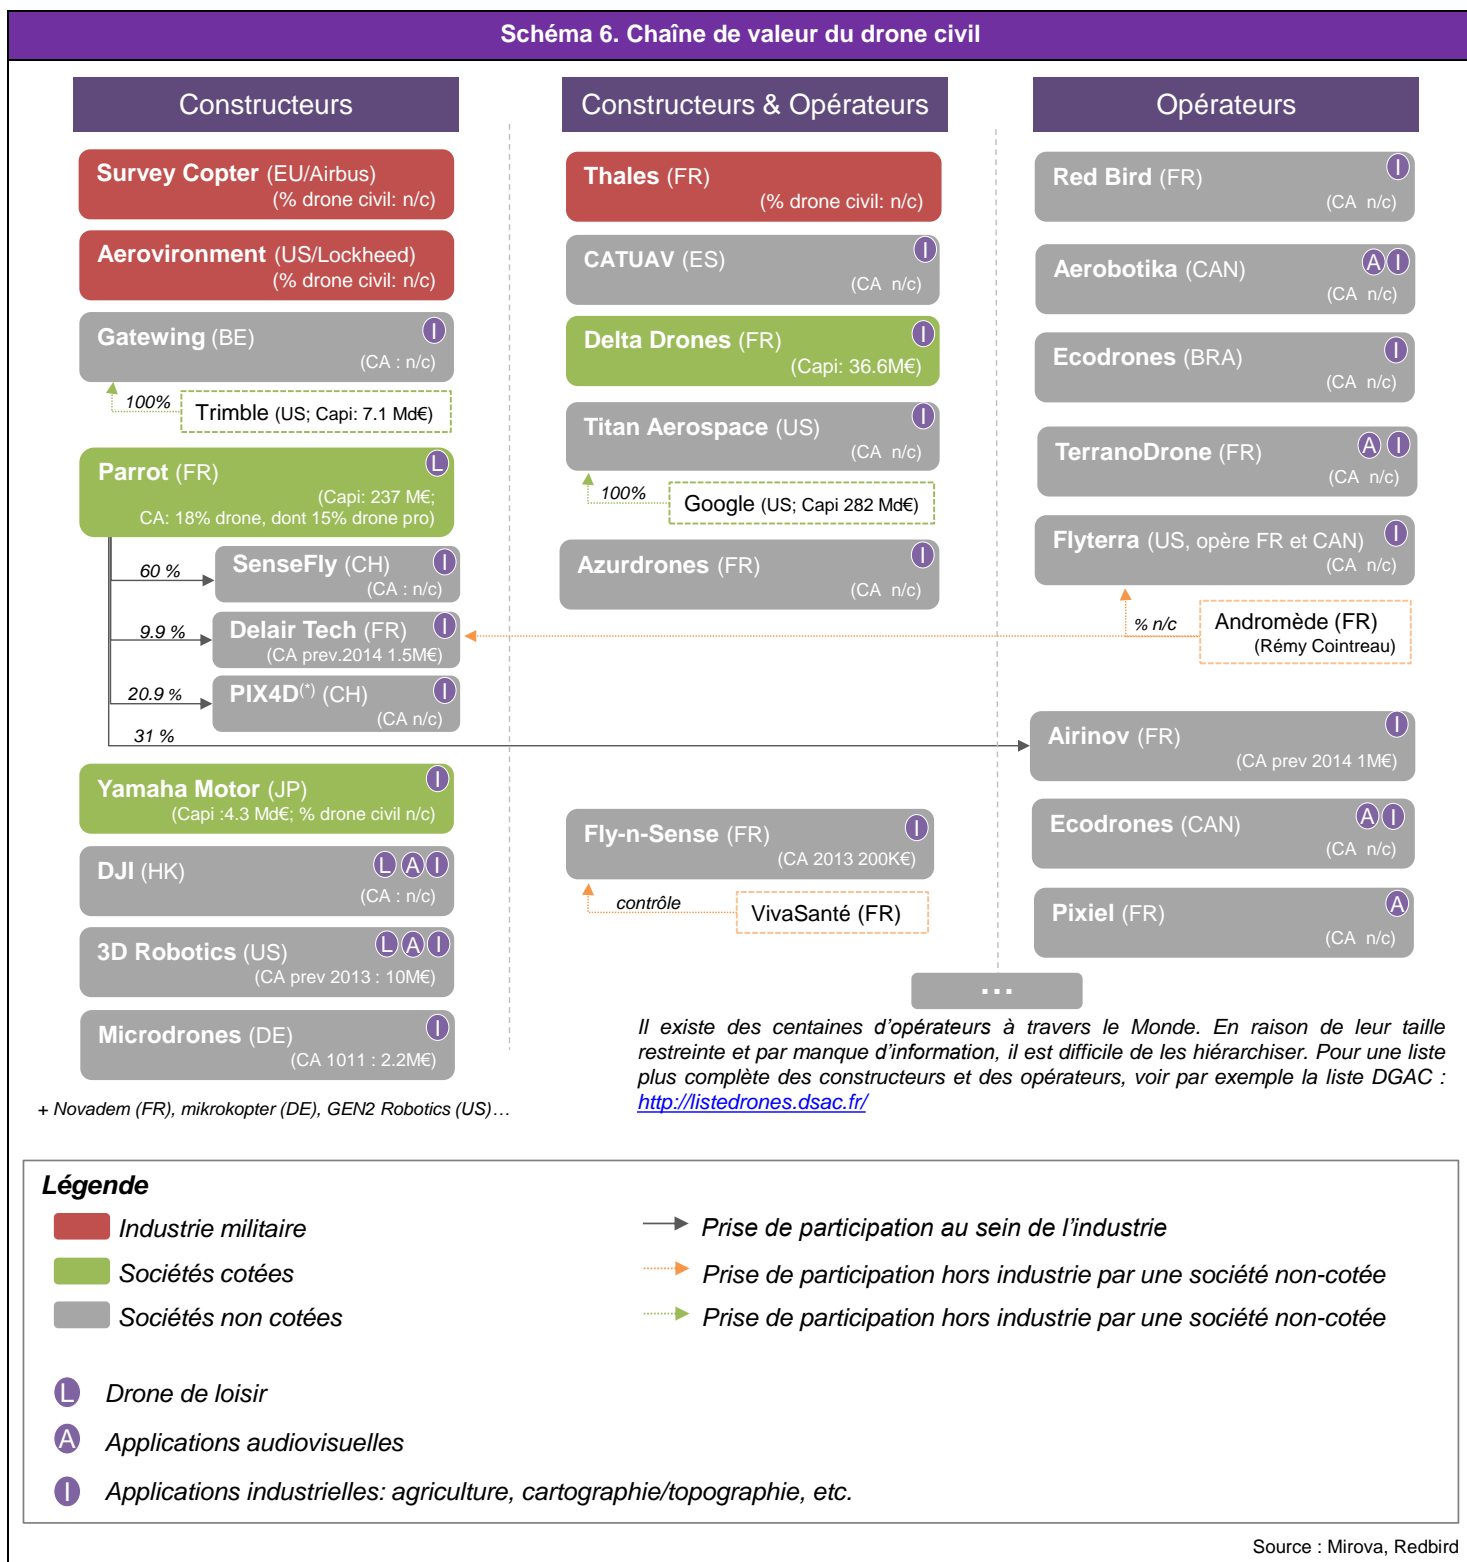 Schéma 6. Chaîne de valeur du drone civil
Constructeurs
Survey Copter (EU/Airbus)
(% drone civil: n/c)
Aerovironment (US/Lockheed)
(% drone civil: n/c)
Gatewing (BE)
I
(CA : n/c)
100%
Trimble (US; Capi: 7.1 Md€)
Parrot (FR)
L
(Capi: 237 M€;
CA: 18% drone, dont 15% drone pro)
60 %
SenseFly (CH)
I
(CA : n/c)
9.9 %
Delair Tech (FR)
I
(CA prev.2014 1.5M€)
20.9 %
PIX4D(*) (CH)
I
(CA n/c)
31 %
Yamaha Motor (JP)
I
(Capi :4.3 Md€; % drone civil n/c)
DJI (HK)
L A I
(CA : n/c)
3D Robotics (US)
L A I
(CA prev 2013 : 10M€)
Microdrones (DE)
I
(CA 1011 : 2.2M€)
+ Novadem (FR), mikrokopter (DE), GEN2 Robotics (US)…
Constructeurs & Opérateurs
Thales (FR)
(% drone civil: n/c)
CATUAV (ES)
I
(CA n/c)
Delta Drones (FR)
I
(Capi: 36.6M€)
Titan Aerospace (US)
I
(CA n/c)
100%
Google (US; Capi 282 Md€)
Azurdrones (FR)
I
(CA n/c)
Fly-n-Sense (FR)
I
(CA 2013 200K€)
contrôle
VivaSanté (FR)
Opérateurs
Red Bird (FR)
I
(CA n/c)
Aerobotika (CAN)
A I
(CA n/c)
Ecodrones (BRA)
I
(CA n/c)
TerranoDrone (FR)
A I
(CA n/c)
Flyterra (US, opère FR et CAN)
I
(CA n/c)
% n/c
Andromède (FR)
(Rémy Cointreau)
Airinov (FR)
I
(CA prev 2014 1M€)
Ecodrones (CAN)
A I
(CA n/c)
Pixiel (FR)
A
(CA n/c)
…
Il existe des centaines d'opérateurs à travers le Monde. En raison de leur taille
restreinte et par manque d'information, il est difficile de les hiérarchiser. Pour une liste
plus complète des constructeurs et des opérateurs, voir par exemple la liste DGAC :
http://listedrones.dsac.fr/
Légende
Industrie militaire
Sociétés cotées
Sociétés non cotées
Prise de participation au sein de l'industrie
Prise de participation hors industrie par une société non-cotée
Prise de participation hors industrie par une société non-cotée
L Drone de loisir
A Applications audiovisuelles
I Applications industrielles: agriculture, cartographie/topographie, etc.
Source : Mirova, Redbird